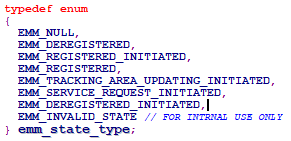 typedef enum
{
EMM_NULL,
EMM_DEREGISTERED,
EMM_REGISTERED_INITIATED,
EMM_REGISTERED,
EMM_TRACKING_AREA_UPDATING_INITIATED,
EMM_SERVICE_REQUEST_INITIATED,
EMM_DEREGISTERED_INITIATED,
EMM_INVALID_STATE // FOR INTRNAL USE ONLY
} emm_state_type;